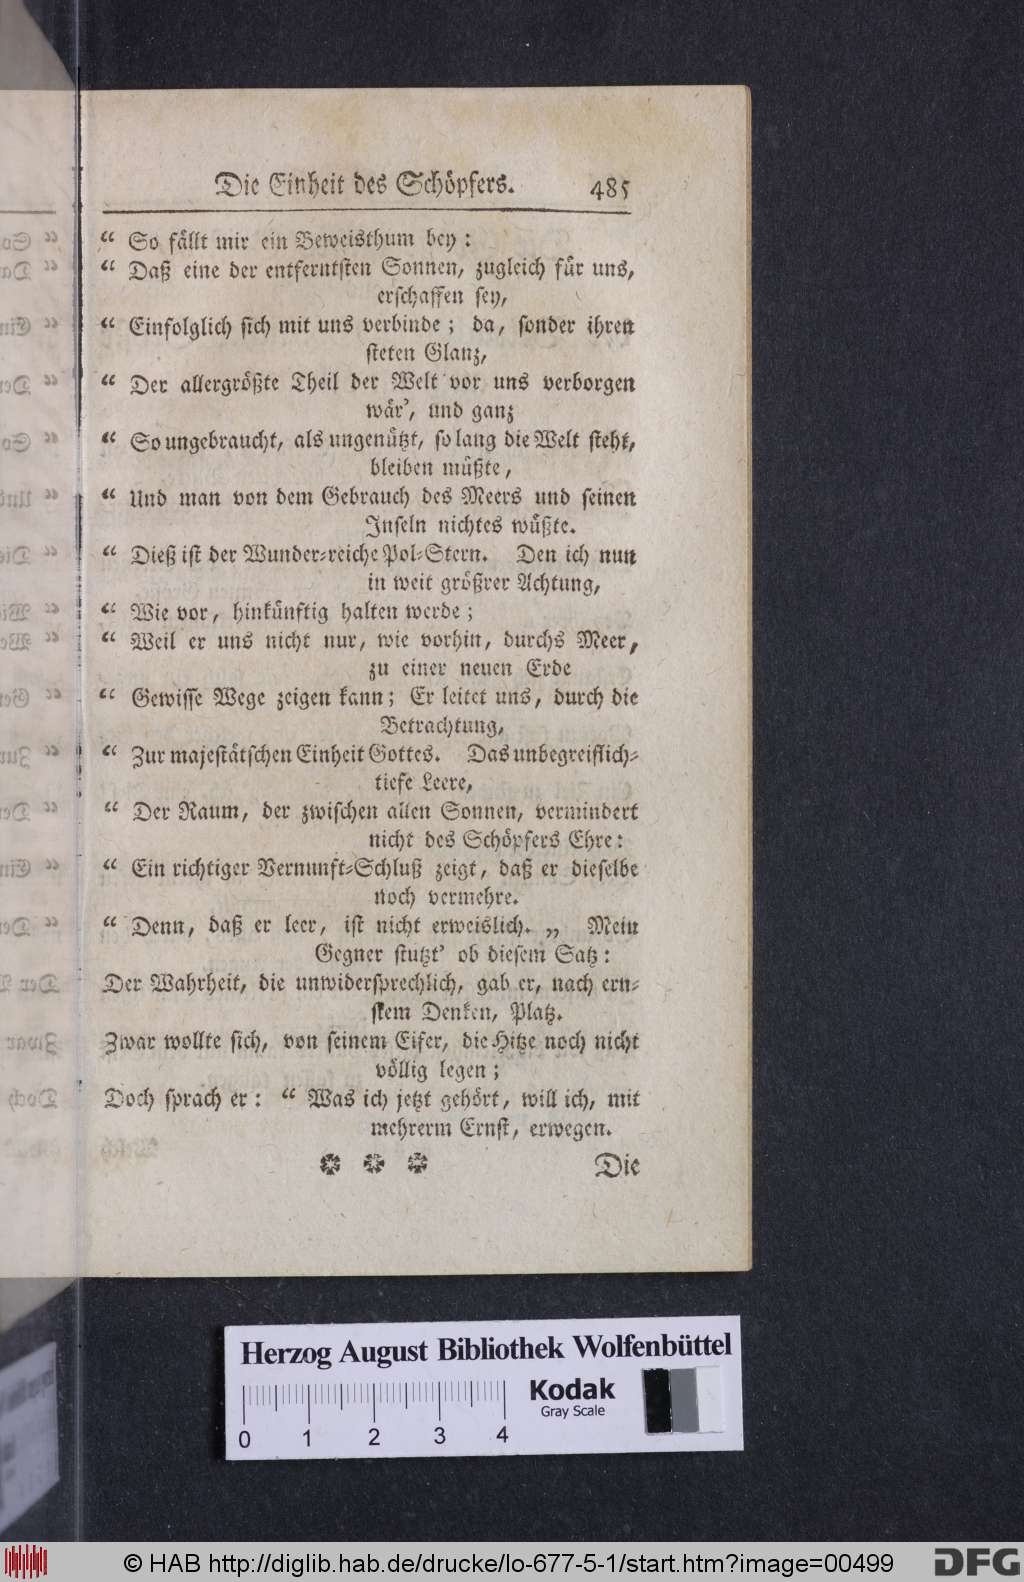 Die Einheit des Schöpfers. 485
“ So fällt mir ein Beweisthum bey:
“ Daß eine der entferntsten Sonnen, zugleich für uns,
erschaffen sey,
“ Einfolglich sich mit uns verbinde; da, sonder ihren
steten Glanz,
“ Der allergrößte Theil der Welt vor uns verborgen
wär’, und ganz
“ So ungebraucht, als ungenützt, so lang die Welt steht,
bleiben müßte,
“ Und man von dem Gebrauch des Meers und seinen
Inseln nichtes wüßte.
“ Dieß ist der Wunder-reiche Pol-Stern. Den ich nun
in weit größrer Achtung,
“ Wie vor, hinkünftig halten werde;
“ Weil er uns nicht nur, wie vorhin, durchs Meer,
zu einer neuen Erde
“ Gewisse Wege zeigen kann; Er leitet uns, durch die
Betrachtung,
“ Zur majestätschen Einheit Gottes. Das unbegreiflich-
tiefe Leere,
“ Der Raum, der zwischen allen Sonnen, vermindert
nicht des Schöpfers Ehre:
“ Ein richtiger Vernunft-Schluß zeigt, daß er dieselbe
noch vermehre.
“ Denn, daß er leer, ist nicht erweislich. „ Mein
Gegner stutzt’ ob diesem Satz:
Der Wahrheit, die unwidersprechlich, gab er, nach ern-
stem Denken, Platz.
Zwar wollte sich, von seinem Eifer, die Hitze noch nicht
völlig legen;
Doch sprach er: “ Was ich jetzt gehört, will ich, mit
mehrerm Ernst, erwegen.
Die
Herzog August Bibliothek Wolfenbüttel
Kodak
Gray Scale
0 1 2 3 4
© HAB http://diglib.hab.de/drucke/lo-677-5-1/start.htm?image=00499
DFG